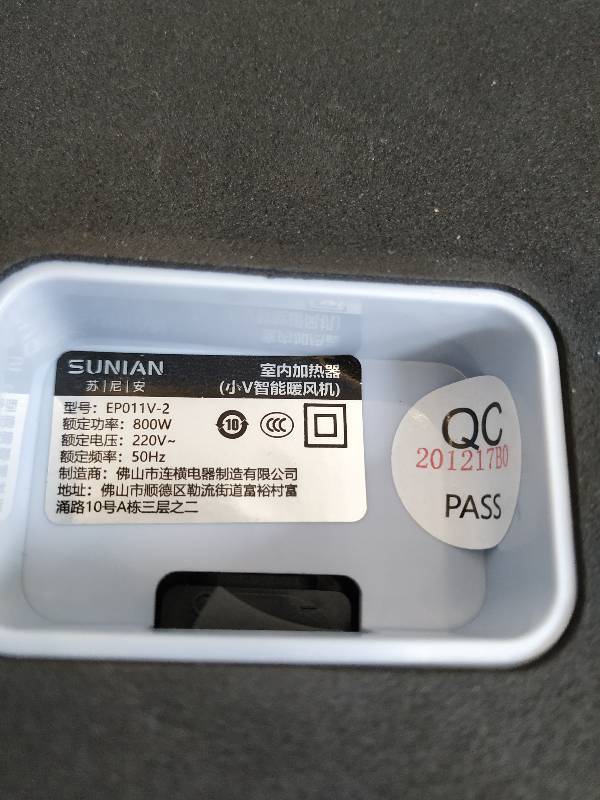 SUNIAN
苏|尼|安
室内加热器
(小V智能暖风机)
型号：EP011V-2
额定功率：800W
额定电压：220V~
额定频率：50Hz
10
CCC
制造商：佛山市连横电器制造有限公司
地址：佛山市顺德区勒流街道富裕村富
涌路10号A栋三层之二
QC
201217B0
PASS